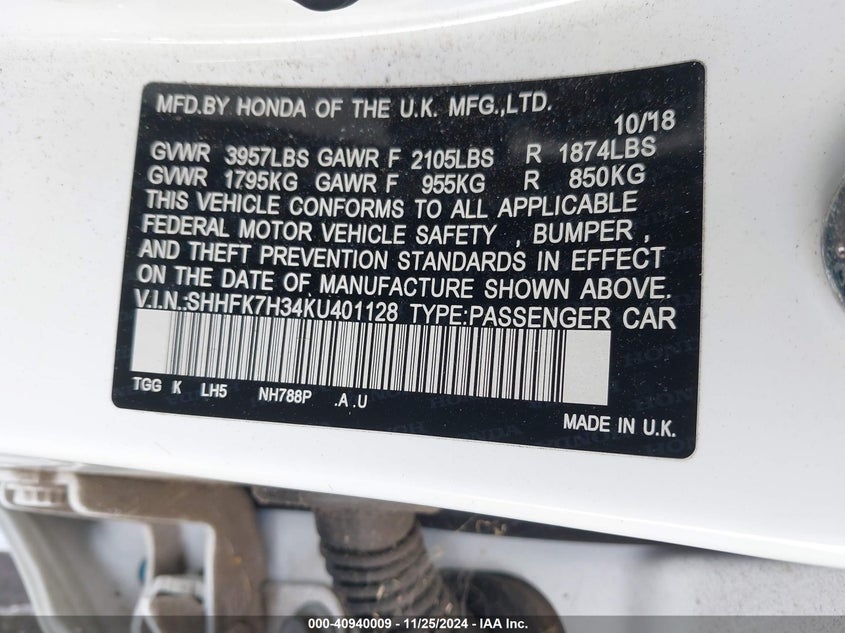 MFD.BY HONDA OF THE U.K. MFG.,LTD.
10/'18
GVWR 3957LBS GAWR F 2105LBS R 1874LBS
GVWR 1795KG GAWR F 955KG R 850KG
THIS VEHICLE CONFORMS TO ALL APPLICABLE
FEDERAL MOTOR VEHICLE SAFETY , BUMPER ,
AND THEFT PREVENTION STANDARDS IN EFFECT
ON THE DATE OF MANUFACTURE SHOWN ABOVE.
V.I.N.:SHHFK7H34KU401128 TYPE:PASSENGER CAR
TGG K LH5 NH788P .A .U
MADE IN U.K.
000-40940009 — 11/25/2024 — IAA Inc.